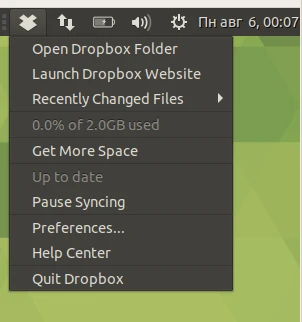 Пн авг 6, 00:07
Open Dropbox Folder
Launch Dropbox Website
Recently Changed Files
0.0% of 2.0GB used
Get More Space
Up to date
Pause Syncing
Preferences...
Help Center
Quit Dropbox